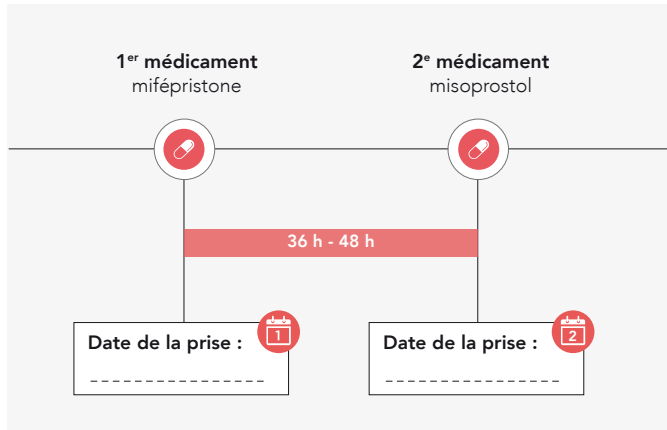 1er médicament
mifépristone
2e médicament
misoprostol
36 h - 48 h
Date de la prise :
1
Date de la prise :
2